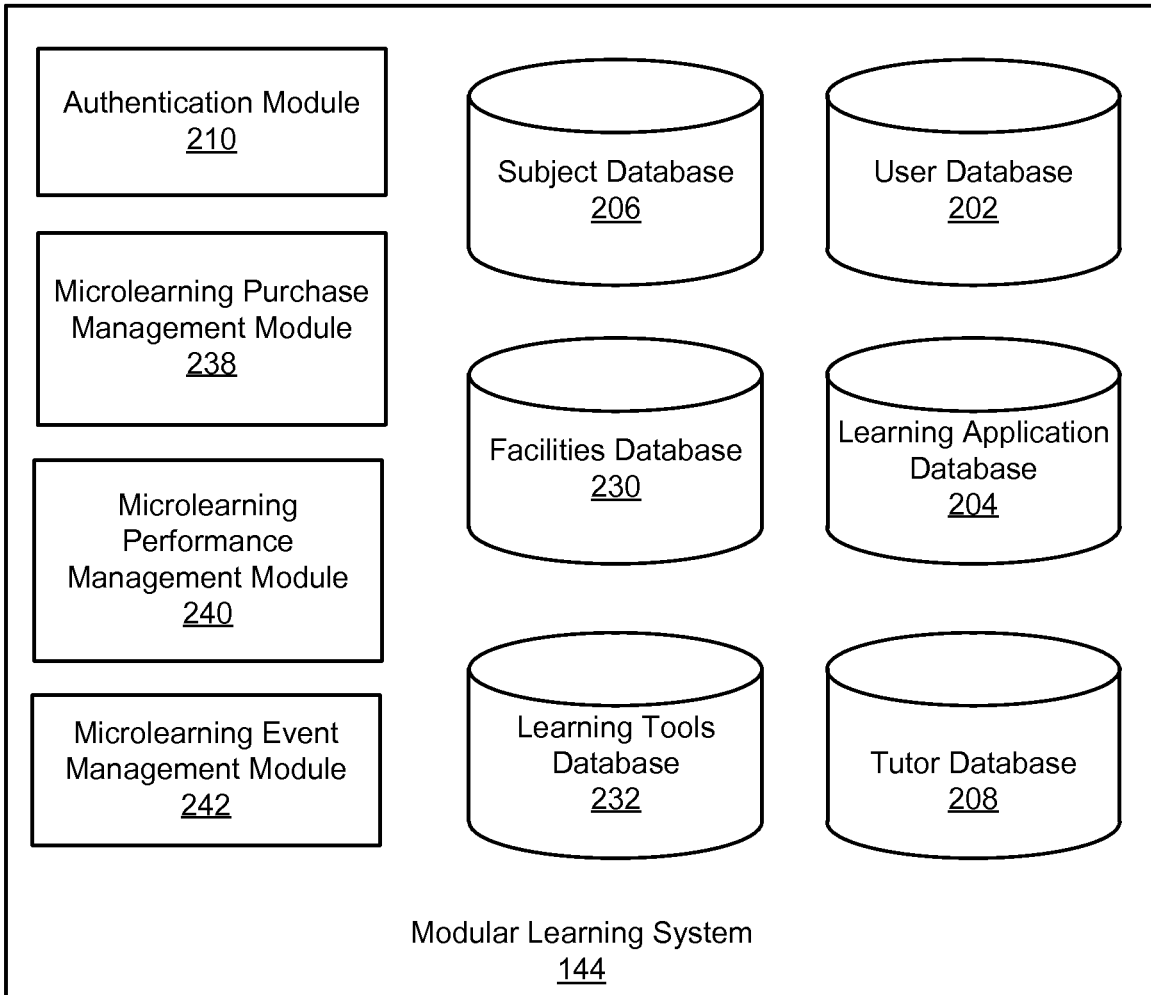 Authentication Module
210
Microlearning Purchase
Management Module
238
Microlearning
Performance
Management Module
240
Microlearning Event
Management Module
242
Subject Database
206
User Database
202
Facilities Database
230
Learning Application
Database
204
Learning Tools
Database
232
Tutor Database
208
Modular Learning System
144